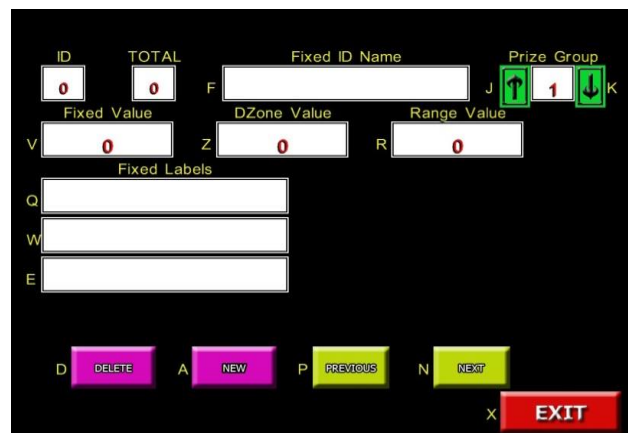 ID TOTAL Fixed ID Name Prize Group
0 0 F J 1 K
Fixed Value DZone Value Range Value
V 0 Z 0 R 0
Fixed Labels
Q
W
E
D DELETE A NEW P PREVIOUS N NEXT
X EXIT